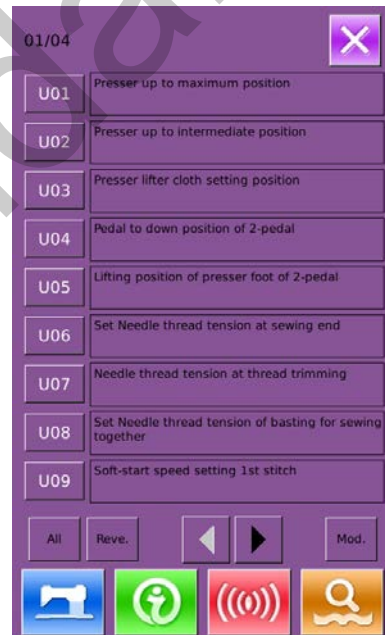 01/04
U01 Presser up to maximum position
U02 Presser up to intermediate position
U03 Presser lifter cloth setting position
U04 Pedal to down position of 2-pedal
U05 Lifting position of presser foot of 2-pedal
U06 Set Needle thread tension at sewing end
U07 Needle thread tension at thread trimming
U08 Set Needle thread tension of basting for sewing
together
U09 Soft-start speed setting 1st stitch
All Reve. Mod.